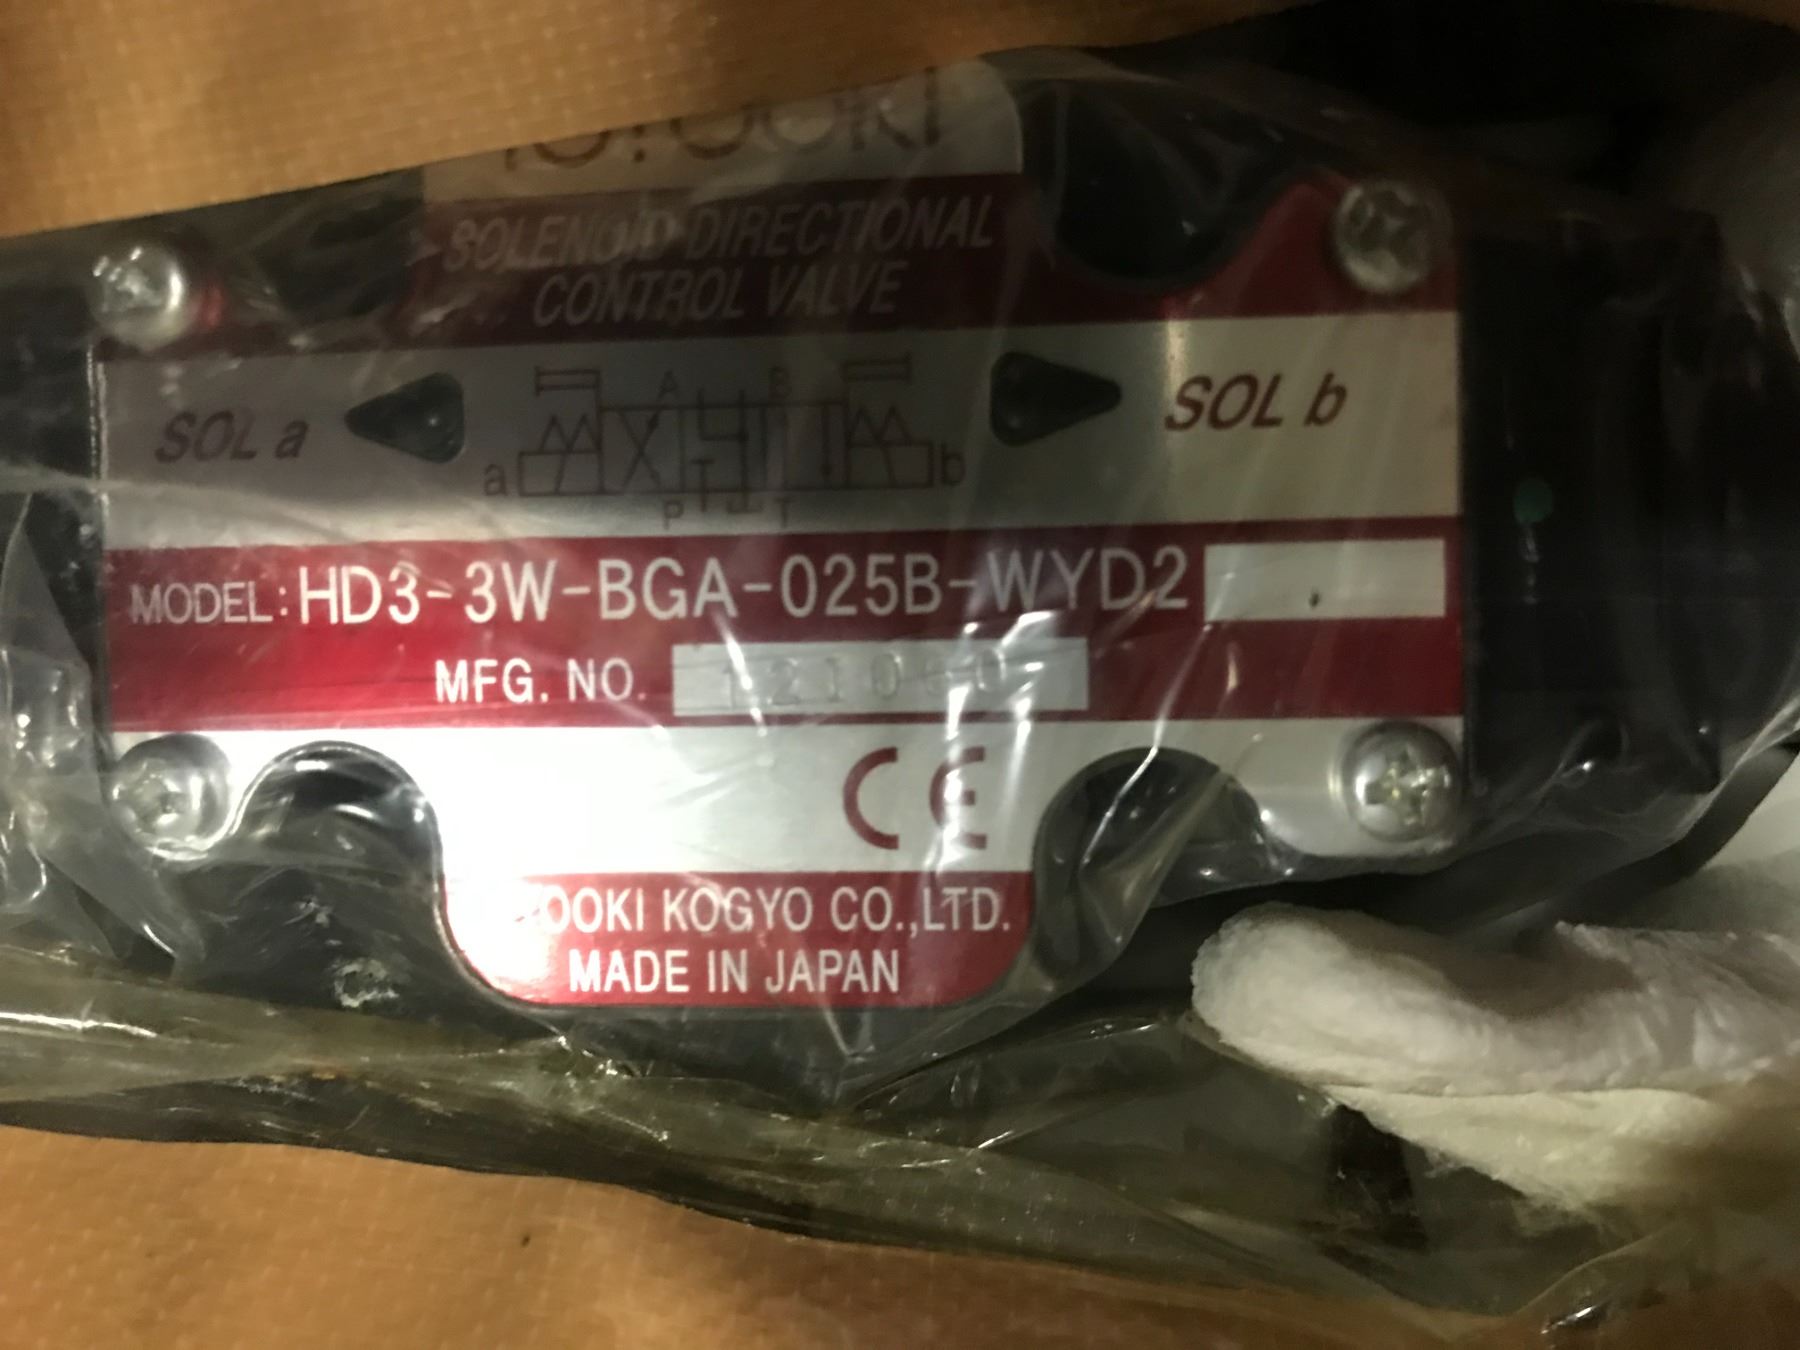 SOLENOID DIRECTIONAL
CONTROL VALVE
A B
SOL a
SOL b
a
b
P T
MODEL: HD3-3W-BGA-025B-WYD2
MFG. NO.
CE
OOKI KOGYO CO.,LTD.
MADE IN JAPAN